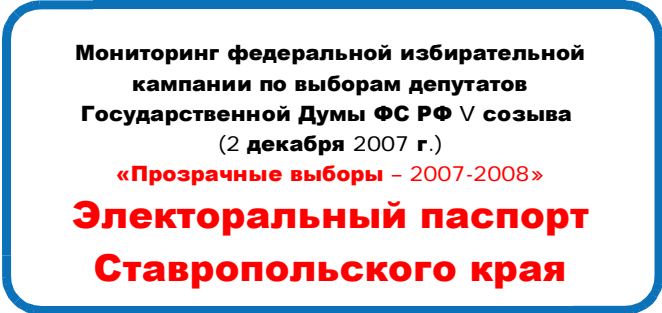 Мониторинг федеральной избирательной
кампании по выборам депутатов
Государственной Думы ФС РФ V созыва
(2 декабря 2007 г.)
«Прозрачные выборы – 2007-2008»
Электоральный паспорт
Ставропольского края